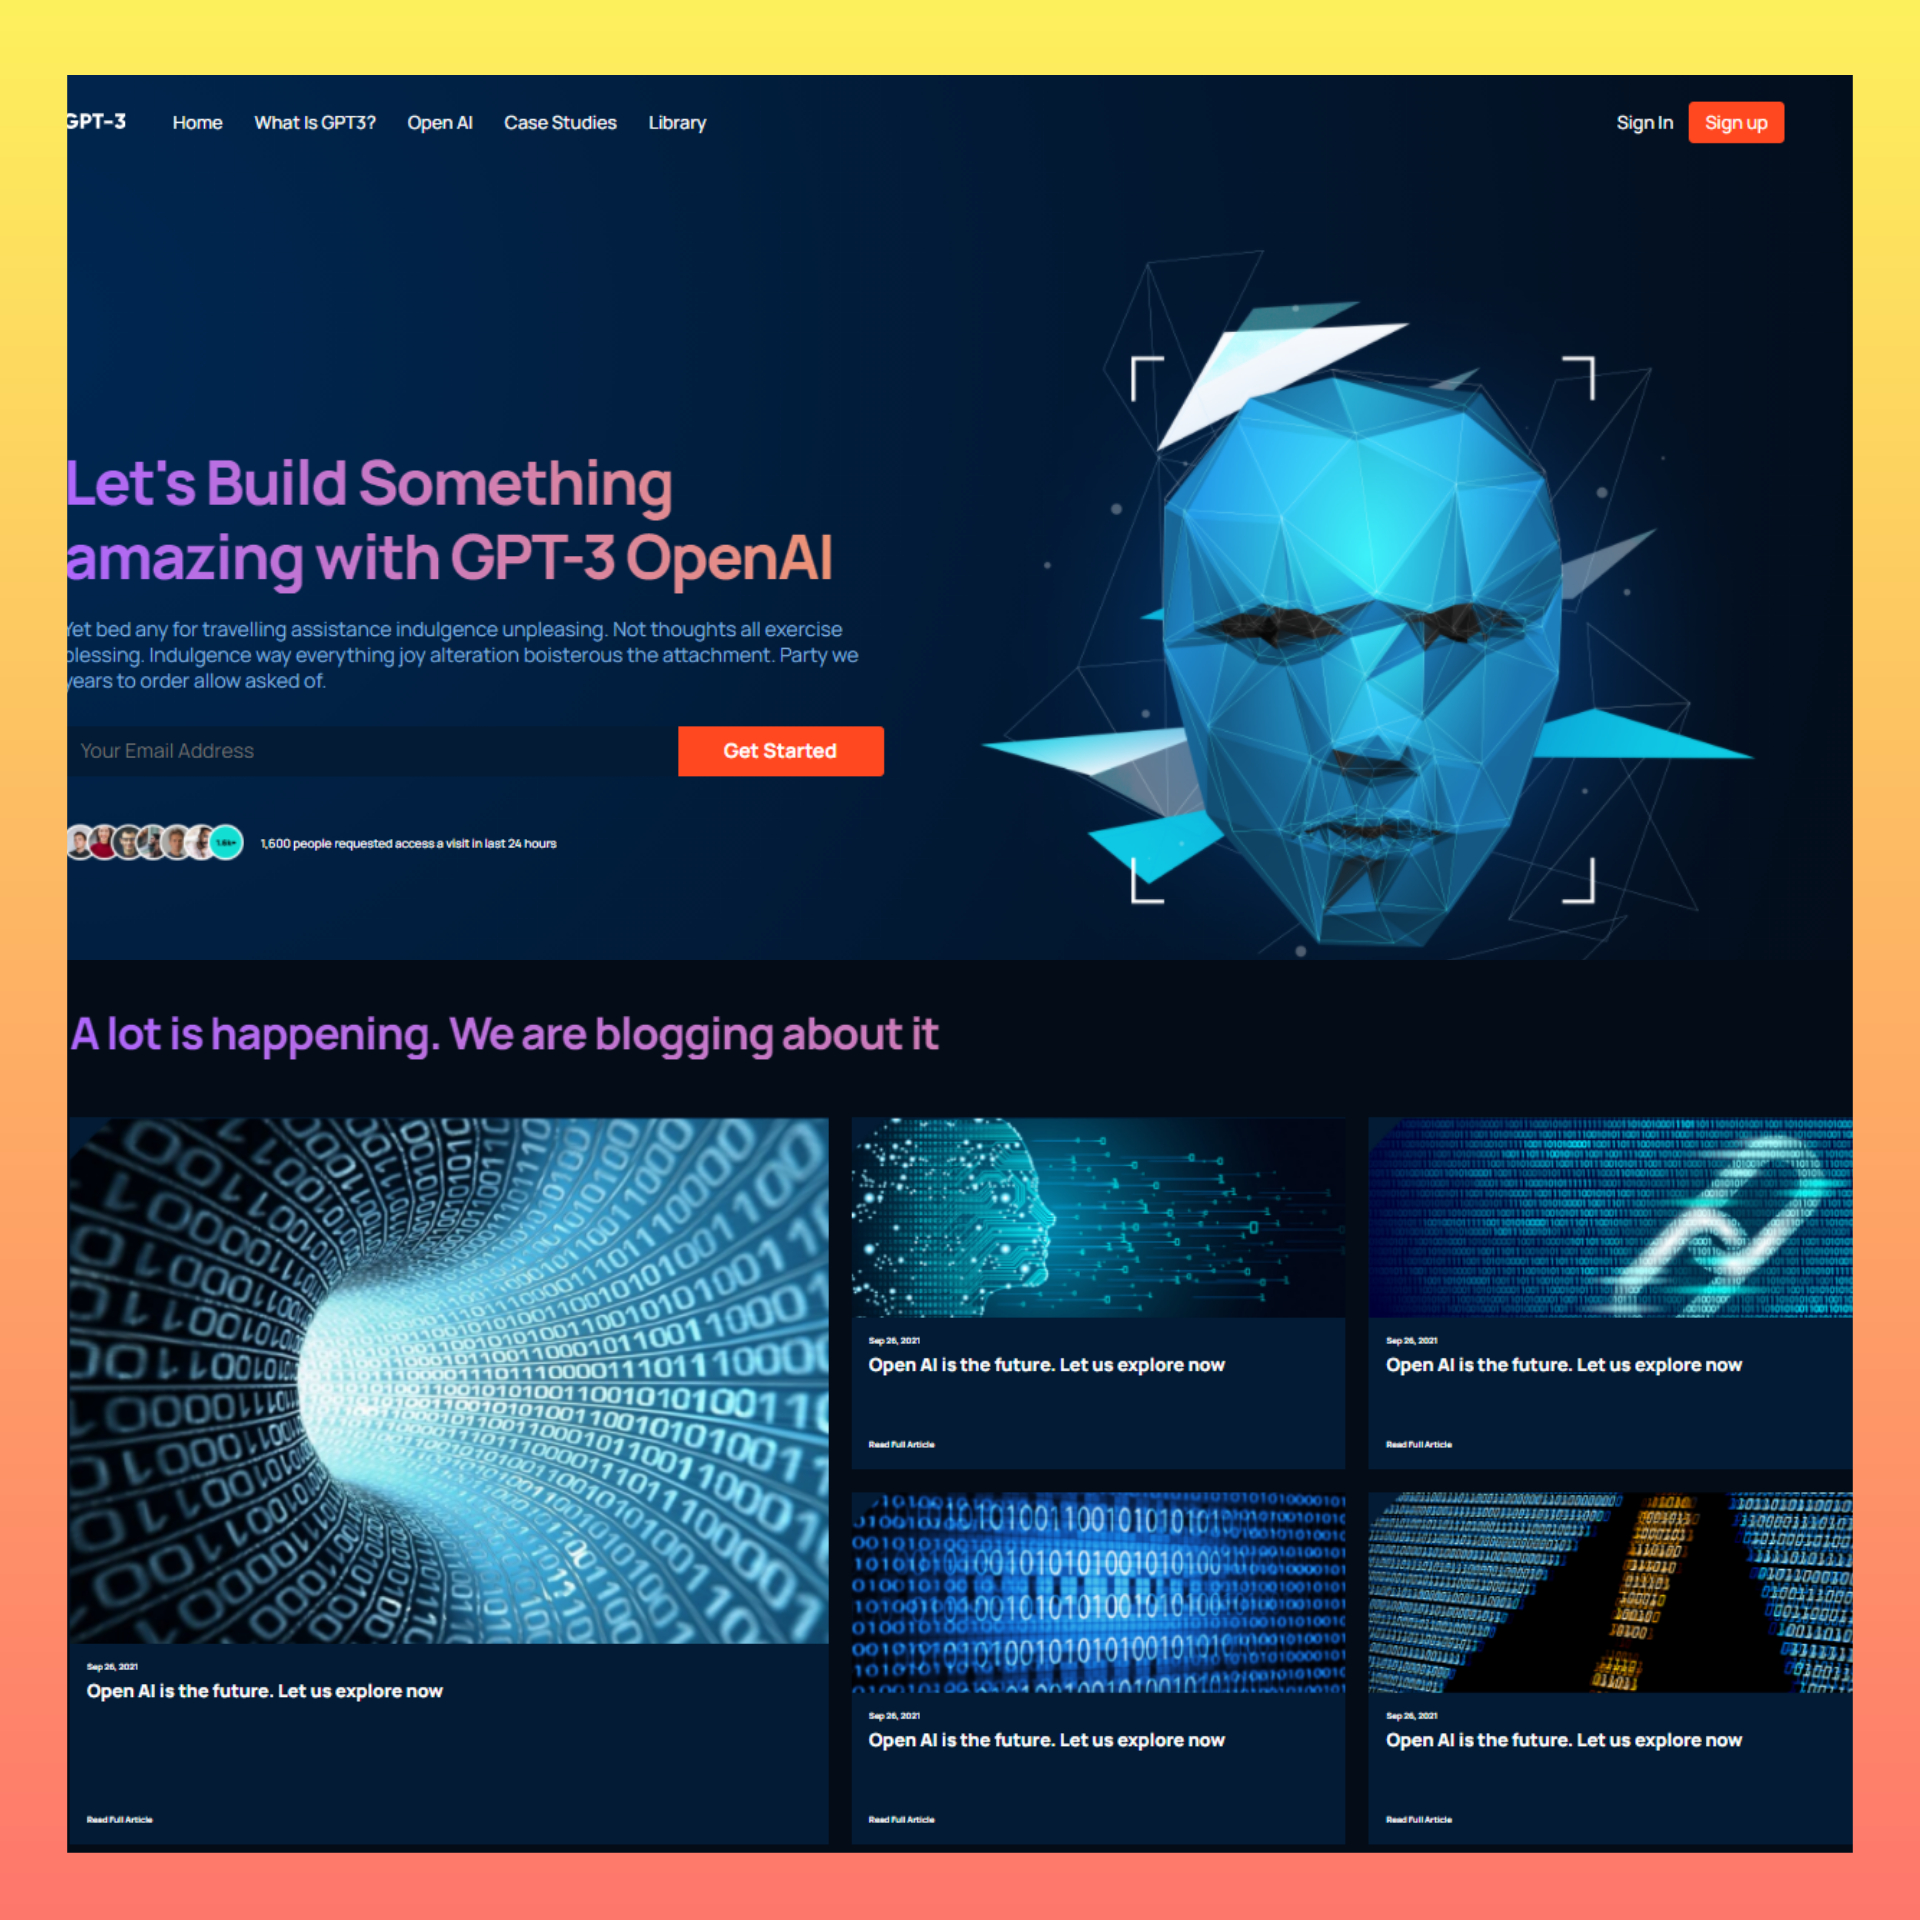 GPT-3
Home
What Is GPT3?
Open AI
Case Studies
Library
Sign In
Sign up
Let's Build Something
amazing with GPT-3 OpenAI
Yet bed any for travelling assistance indulgence unpleasing. Not thoughts all exercise
blessing. Indulgence way everything joy alteration boisterous the attachment. Party we
years to order allow asked of.
Your Email Address
Get Started
1,600 people requested access a visit in last 24 hours
A lot is happening. We are blogging about it
Sep 26, 2021
Open AI is the future. Let us explore now
Read Full Article
Sep 26, 2021
Open AI is the future. Let us explore now
Read Full Article
Sep 26, 2021
Open AI is the future. Let us explore now
Read Full Article
Sep 26, 2021
Open AI is the future. Let us explore now
Read Full Article
Sep 26, 2021
Open AI is the future. Let us explore now
Read Full Article